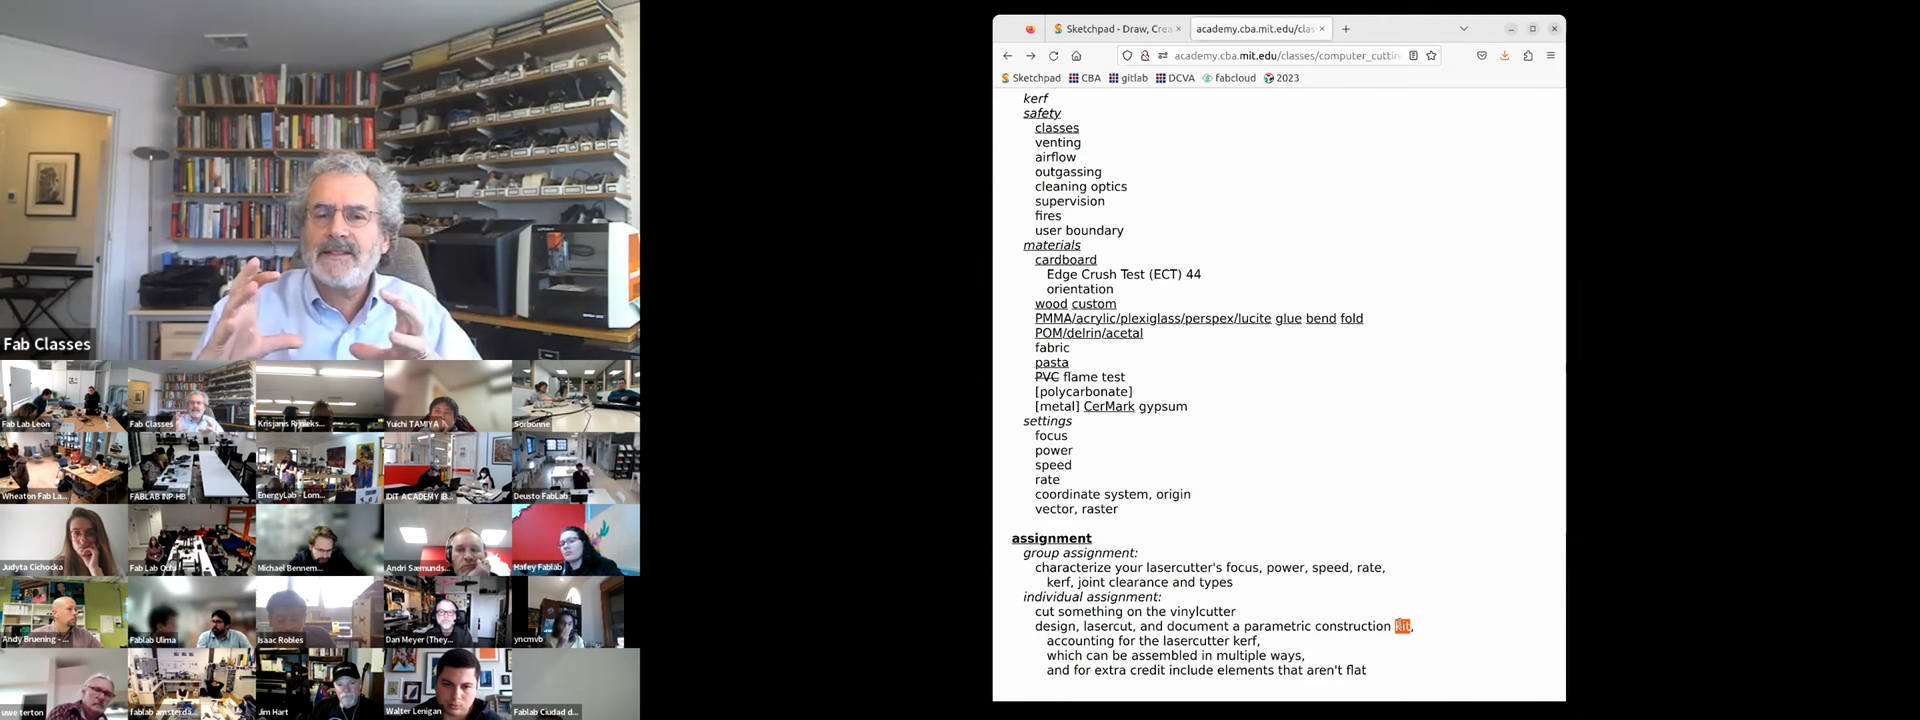 Fab Classes
Fab Lab Leon
Fab Classes
Krisjanis Rijnieks...
Yuichi TAMIYA
Sorbonne
Wheaton Fab La...
FABLAB INP-HB
EnergyLab - Lom...
IDIT ACADEMY IB...
Deusto FabLab
Judyta Cichocka
Fab Lab Oulu
Michael Bennem...
Andri Sæmunds...
Hafey Fablab
Andy Bruening - ...
Fablab Ulima
Isaac Robles
Dan Meyer (They...
yncmvb
uwe terton
fablab amsterda...
Jim Hart
Walter Lenigan
Fablab Ciudad d...
Sketchpad - Draw, Crea
academy.cba.mit.edu/clas
academy.cba.mit.edu/classes/computer_cuttin
Sketchpad CBA gitlab DCVA fabcloud 2023
kerf
safety
classes
venting
airflow
outgassing
cleaning optics
supervision
fires
user boundary
materials
cardboard
Edge Crush Test (ECT) 44
orientation
wood custom
PMMA/acrylic/plexiglass/perspex/lucite glue bend fold
POM/delrin/acetal
fabric
pasta
PVC flame test
[polycarbonate]
[metal] CerMark gypsum
settings
focus
power
speed
rate
coordinate system, origin
vector, raster
assignment
group assignment:
characterize your lasercutter's focus, power, speed, rate,
kerf, joint clearance and types
individual assignment:
cut something on the vinylcutter
design, lasercut, and document a parametric construction kit,
accounting for the lasercutter kerf,
which can be assembled in multiple ways,
and for extra credit include elements that aren't flat